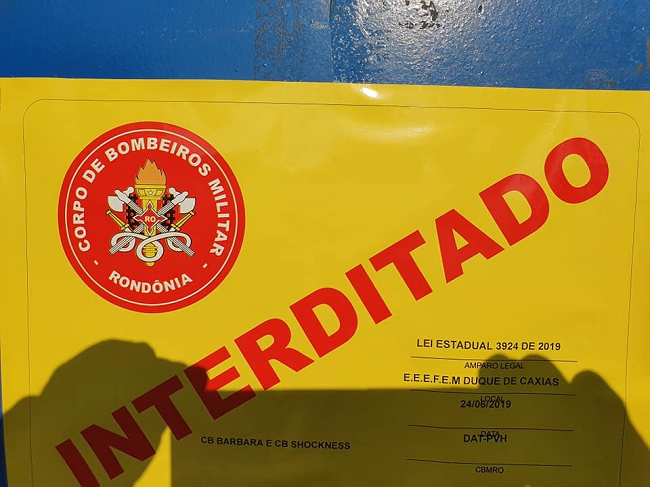 CORPO DE BOMBEIROS MILITAR
RO
- RONDÔNIA -
INTERDITADO
LEI ESTADUAL 3924 DE 2019
AMPARO LEGAL
E.E.E.F.E.M DUQUE DE CAXIAS
LOCAL
24/06/2019
DATA
DAT-PVH
CBMRO
CB BARBARA E CB SHOCKNESS